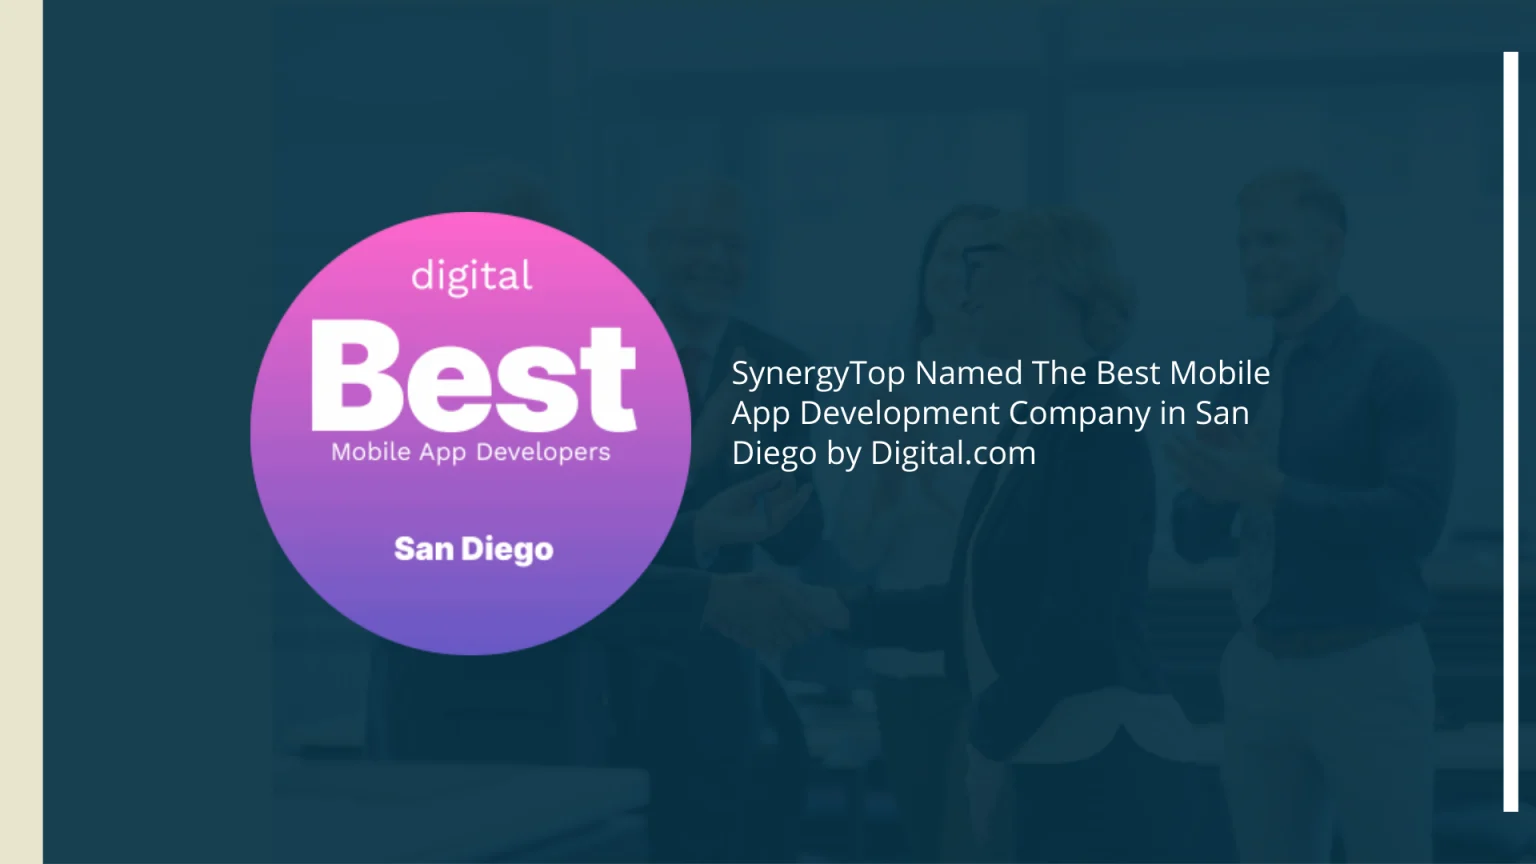 digital
Best
Mobile App Developers
San Diego
SynergyTop Named The Best Mobile
App Development Company in San
Diego by Digital.com